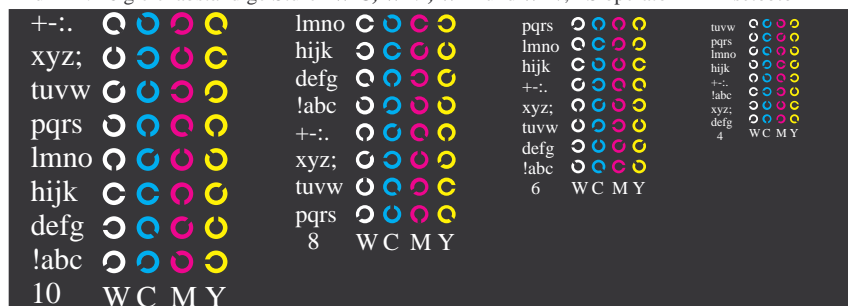 +-:.
xyz;
tuvw
pqrs
lmno
hijk
defg
!abc
10 W C M Y
lmno
hijk
defg
!abc
+-:.
xyz;
tuvw
pqrs
8 W C M Y
pqrs
lmno
hijk
+-:.
xyz;
tuvw
defg
!abc
6 W C M Y
tuvw
pqrs
lmno
hijk
+-:.
!abc
xyz;
defg
4 W C M Y